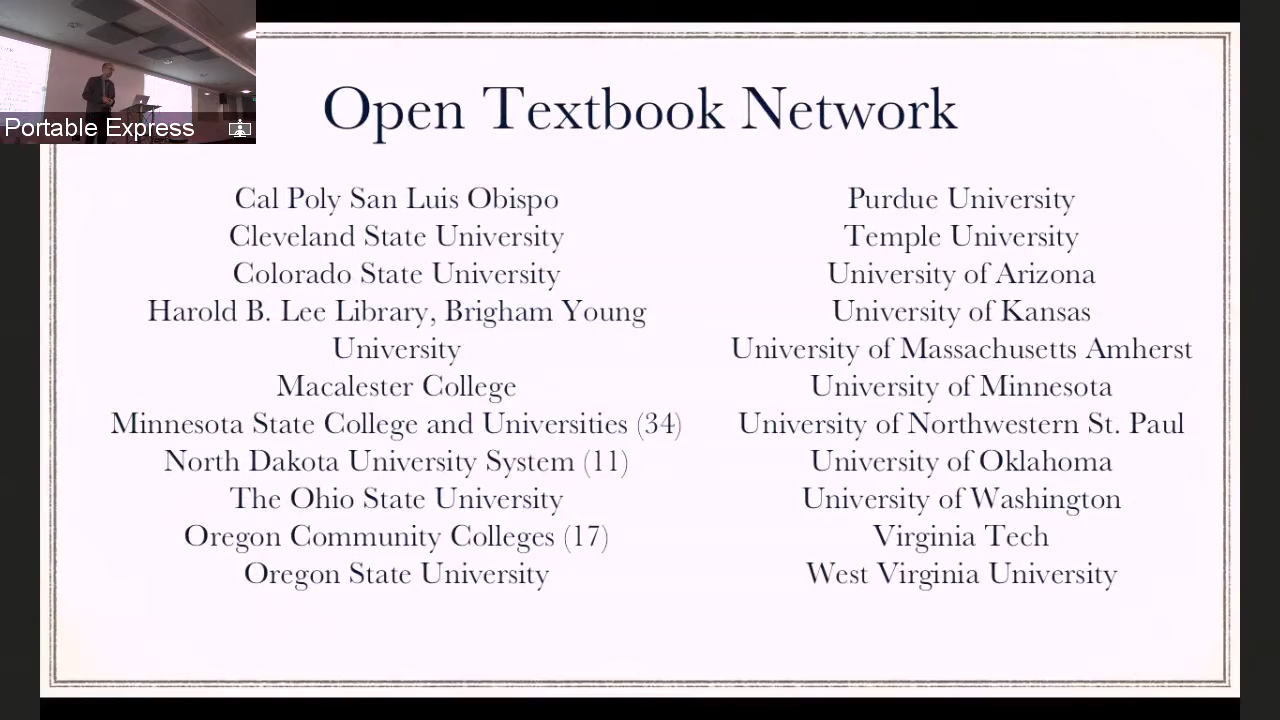 Portable Express
Open Textbook Network
Cal Poly San Luis Obispo
Cleveland State University
Colorado State University
Harold B. Lee Library, Brigham Young
University
Macalester College
Minnesota State College and Universities (34)
North Dakota University System (11)
The Ohio State University
Oregon Community Colleges (17)
Oregon State University
Purdue University
Temple University
University of Arizona
University of Kansas
University of Massachusetts Amherst
University of Minnesota
University of Northwestern St. Paul
University of Oklahoma
University of Washington
Virginia Tech
West Virginia University